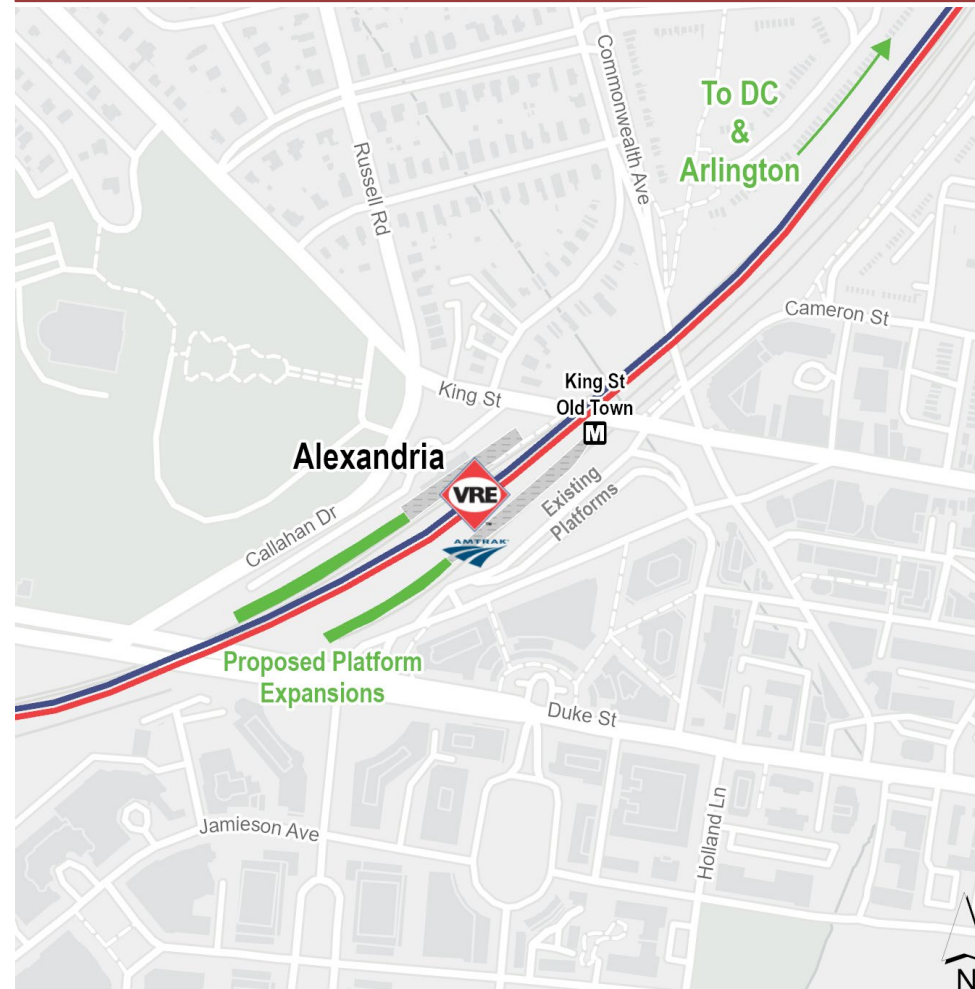 To DC
&
Arlington
Commonwealth Ave
Russell Rd
Cameron St
King St
King St
Old Town
M
Alexandria
VRE
Existing
Platforms
AMTRAK
Callahan Dr
Proposed Platform
Expansions
Duke St
Jamieson Ave
Holland Ln
N